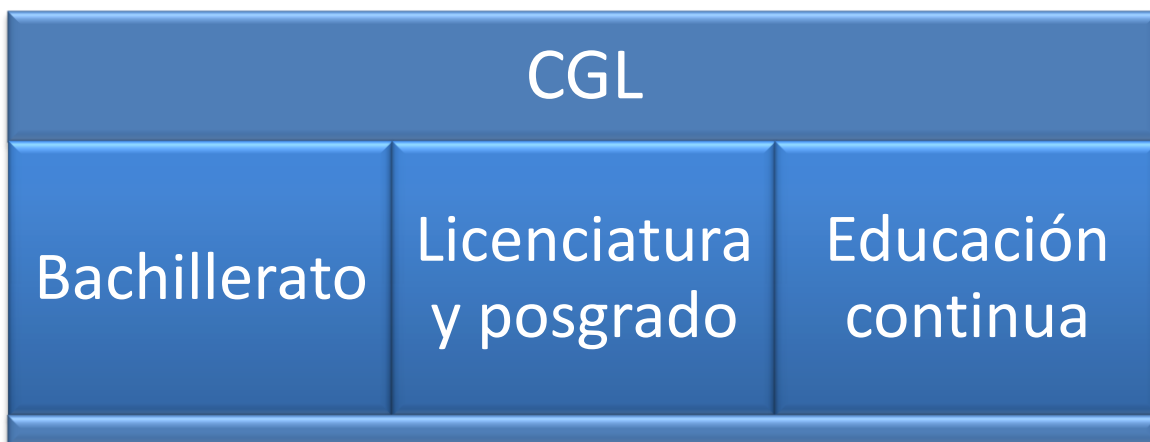 CGL
Bachillerato
Licenciatura
y posgrado
Educación
continua